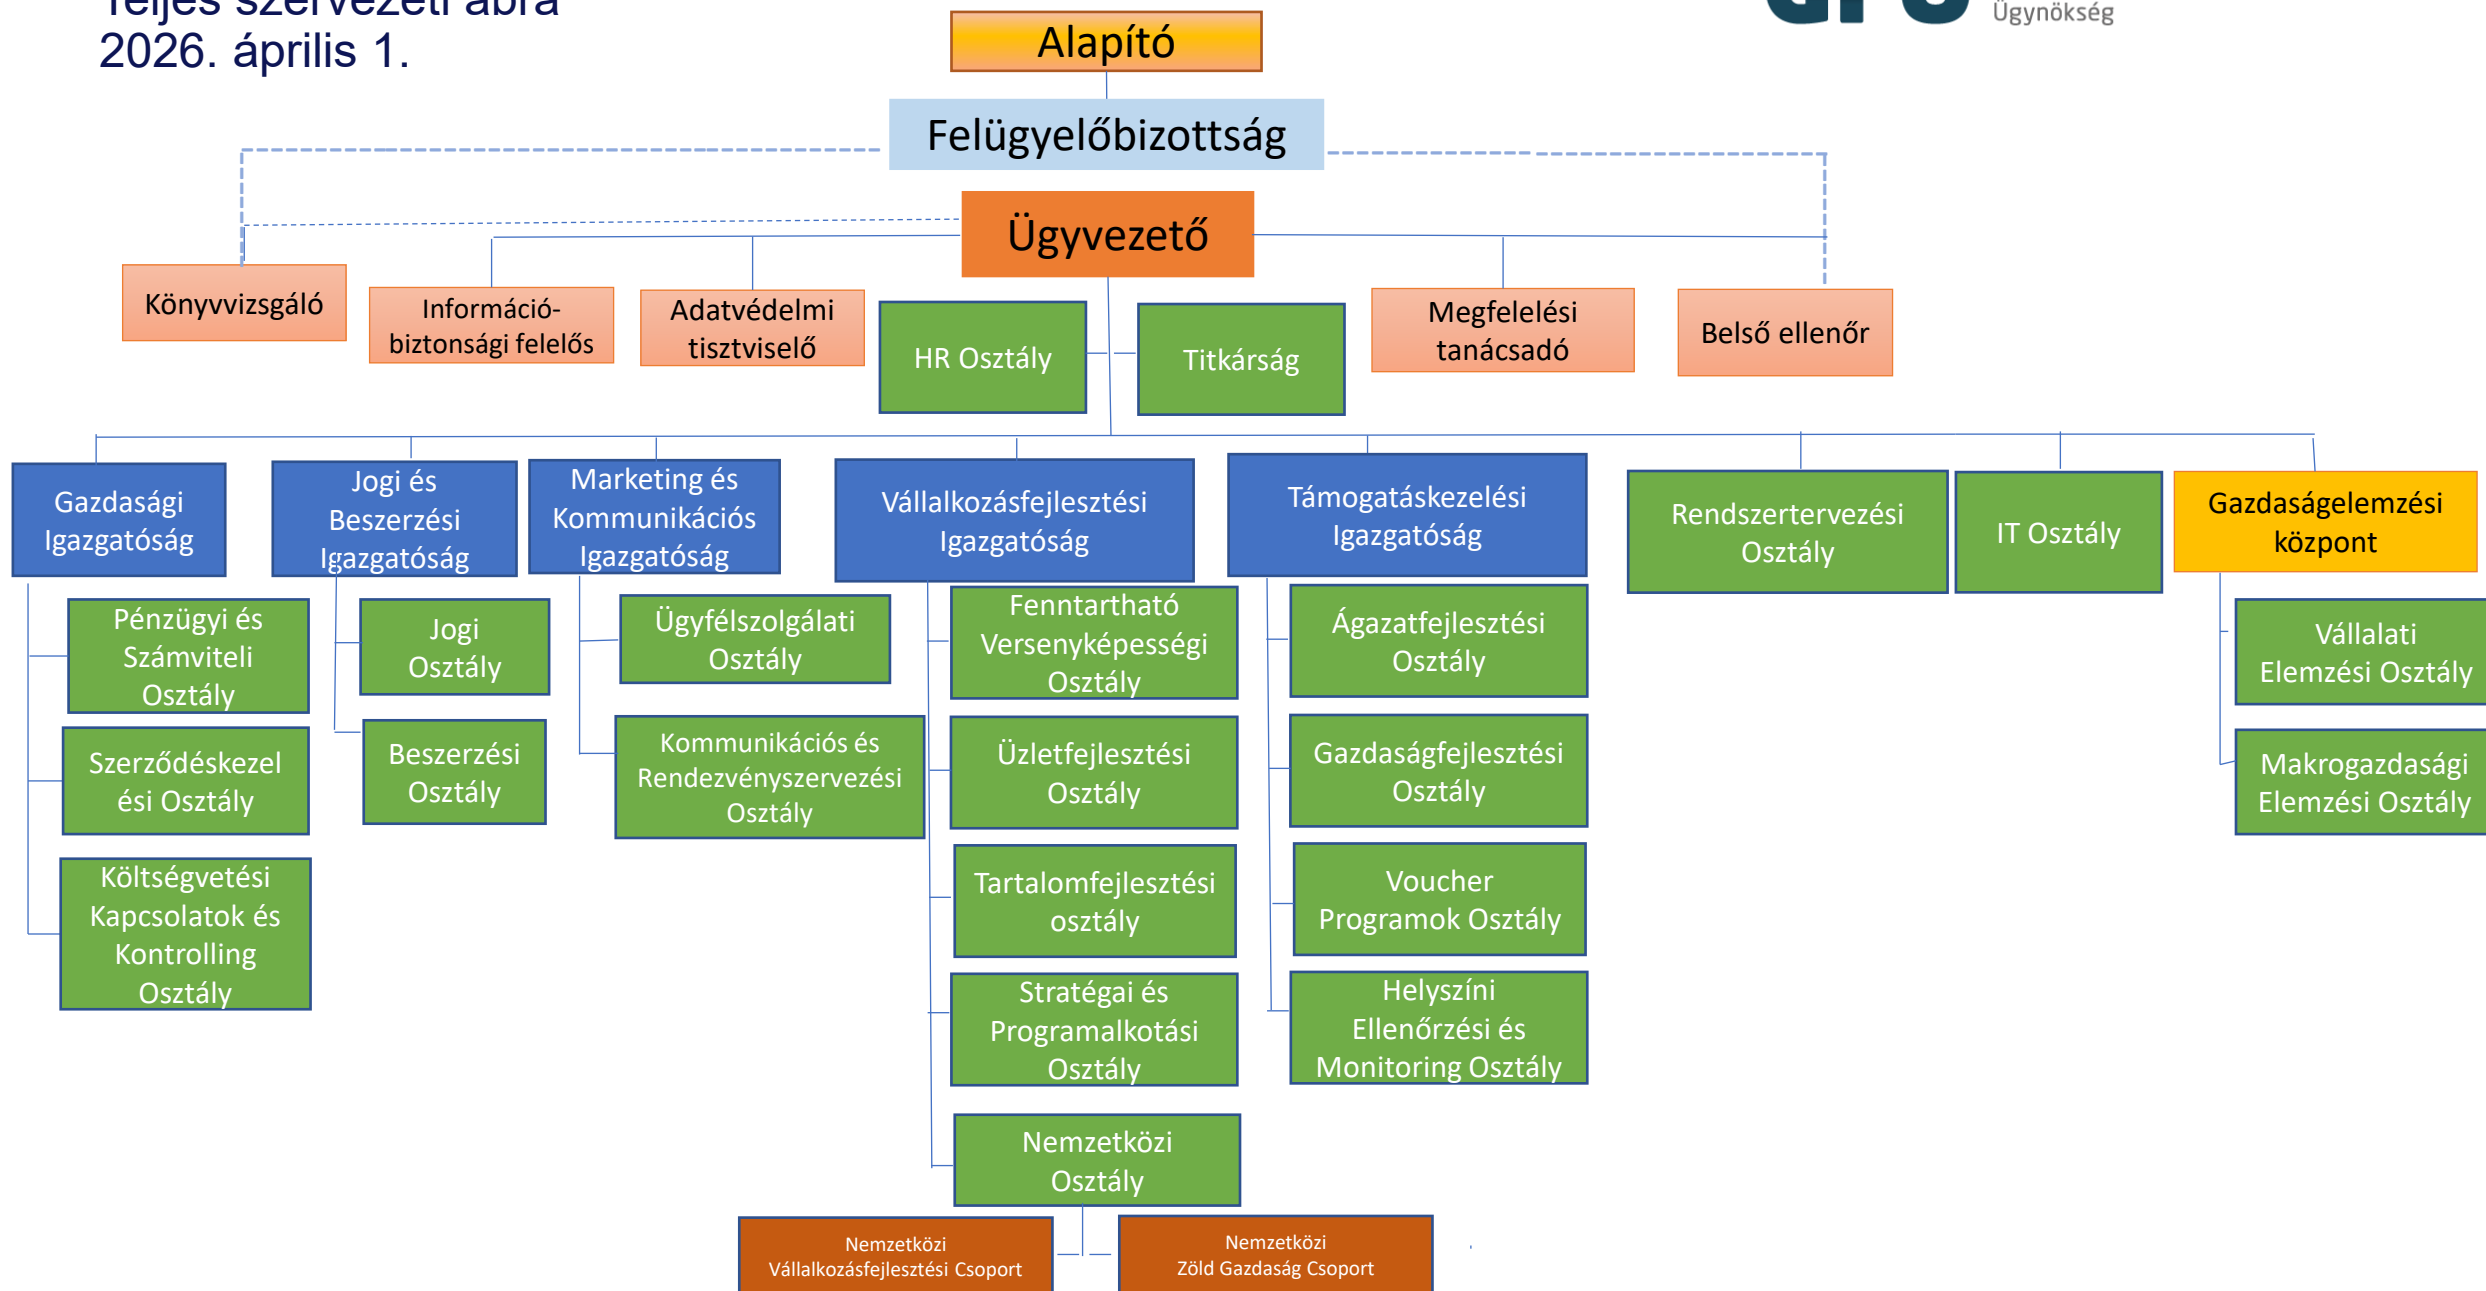 Teljes szervezeti ábra
2026. április 1.
Ügynökség
Alapító
Felügyelőbizottság
Ügyvezető
Könyvvizsgáló
Információ-
biztonsági felelős
Adatvédelmi
tisztviselő
HR Osztály
Titkárság
Megfelelési
tanácsadó
Belső ellenőr
Gazdasági
Igazgatóság
Jogi és
Beszerzési
Igazgatóság
Marketing és
Kommunikációs
Igazgatóság
Vállalkozásfejlesztési
Igazgatóság
Támogatáskezelési
Igazgatóság
Rendszertervezési
Osztály
IT Osztály
Gazdaságelemzési
központ
Pénzügyi és
Számviteli
Osztály
Szerződéskezel
ési Osztály
Költségvetési
Kapcsolatok és
Kontrolling
Osztály
Jogi
Osztály
Beszerzési
Osztály
Ügyfélszolgálati
Osztály
Kommunikációs és
Rendezvényszervezési
Osztály
Fenntartható
Versenyképességi
Osztály
Üzletfejlesztési
Osztály
Tartalomfejlesztési
osztály
Stratégai és
Programalkotási
Osztály
Nemzetközi
Osztály
Nemzetközi
Vállalkozásfejlesztési Csoport
Nemzetközi
Zöld Gazdaság Csoport
Ágazatfejlesztési
Osztály
Gazdaságfejlesztési
Osztály
Voucher
Programok Osztály
Helyszíni
Ellenőrzési és
Monitoring Osztály
Vállalati
Elemzési Osztály
Makrogazdasági
Elemzési Osztály